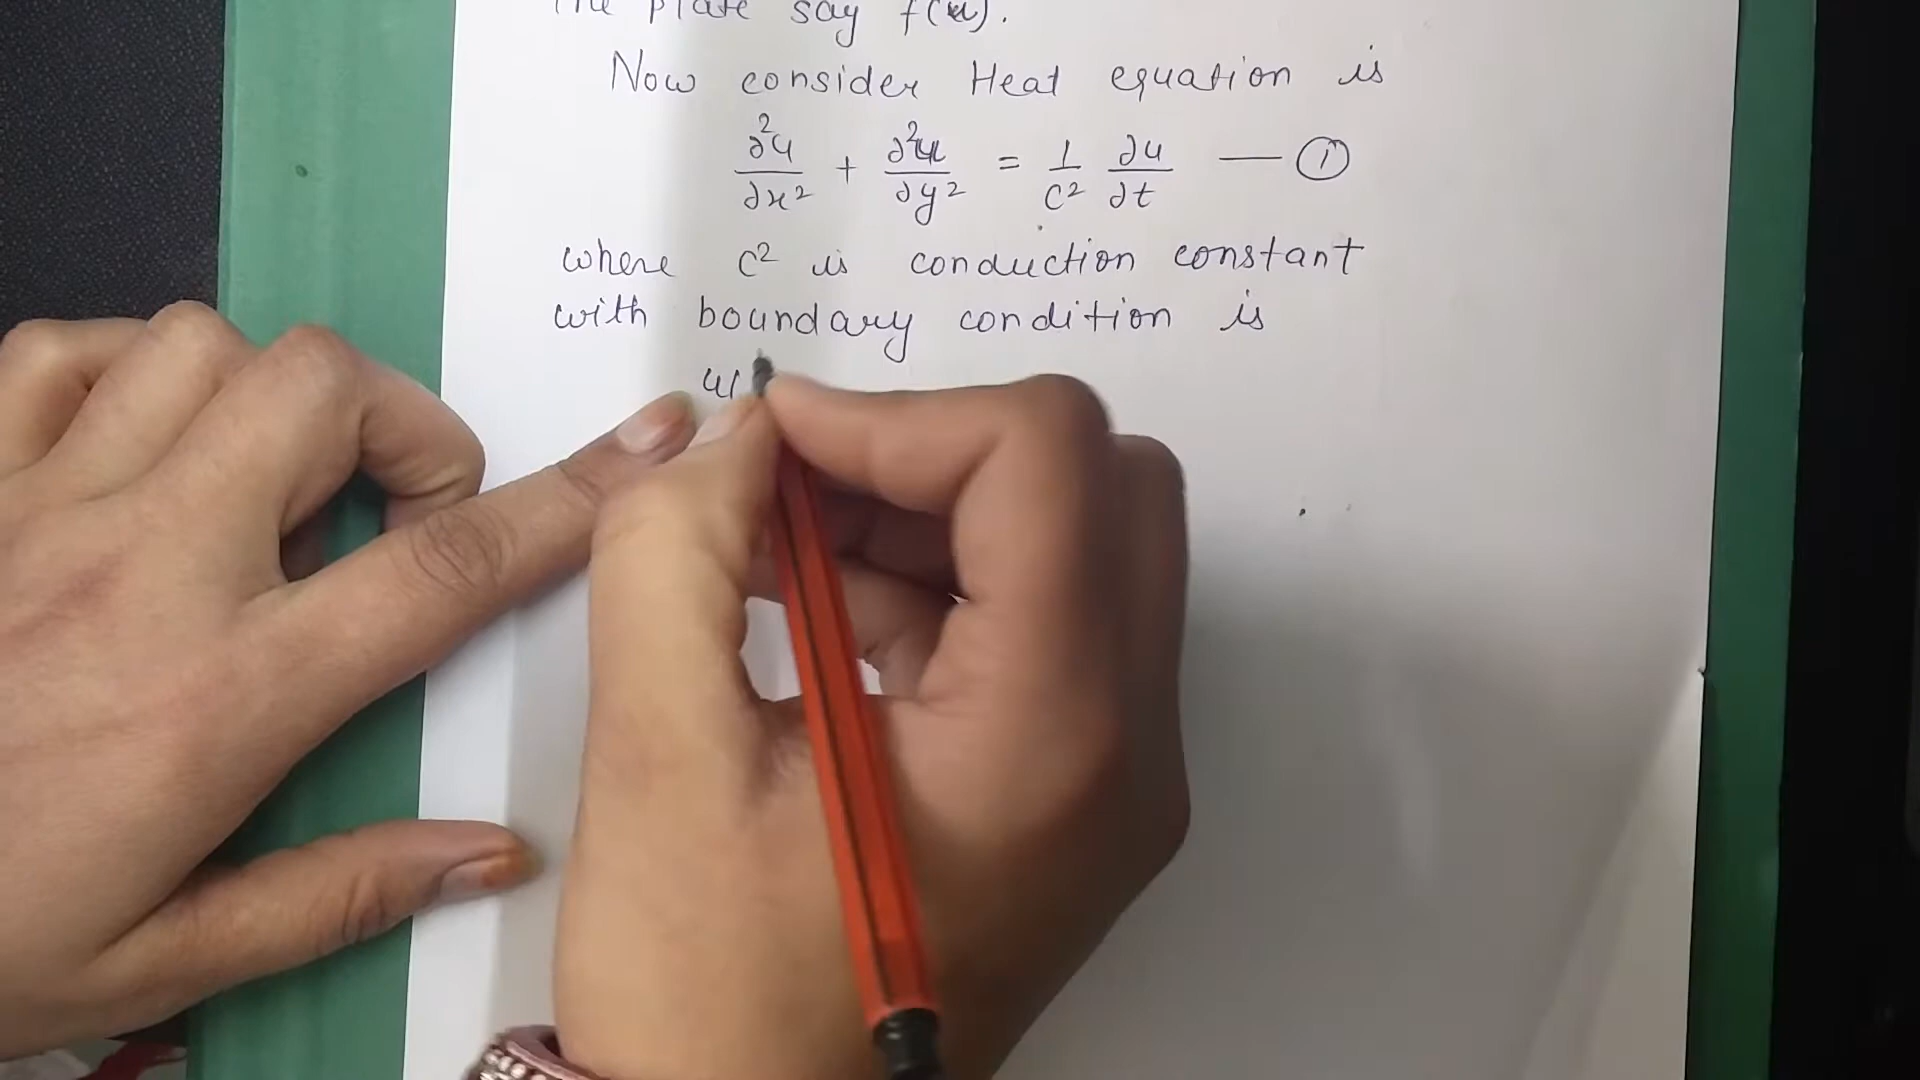 The plate say f(x).
Now consider Heat equation is
∂²u/∂x² + ∂²u/∂y² = 1/c² ∂u/∂t — ①
where c² is conduction constant
with boundary condition is
u(